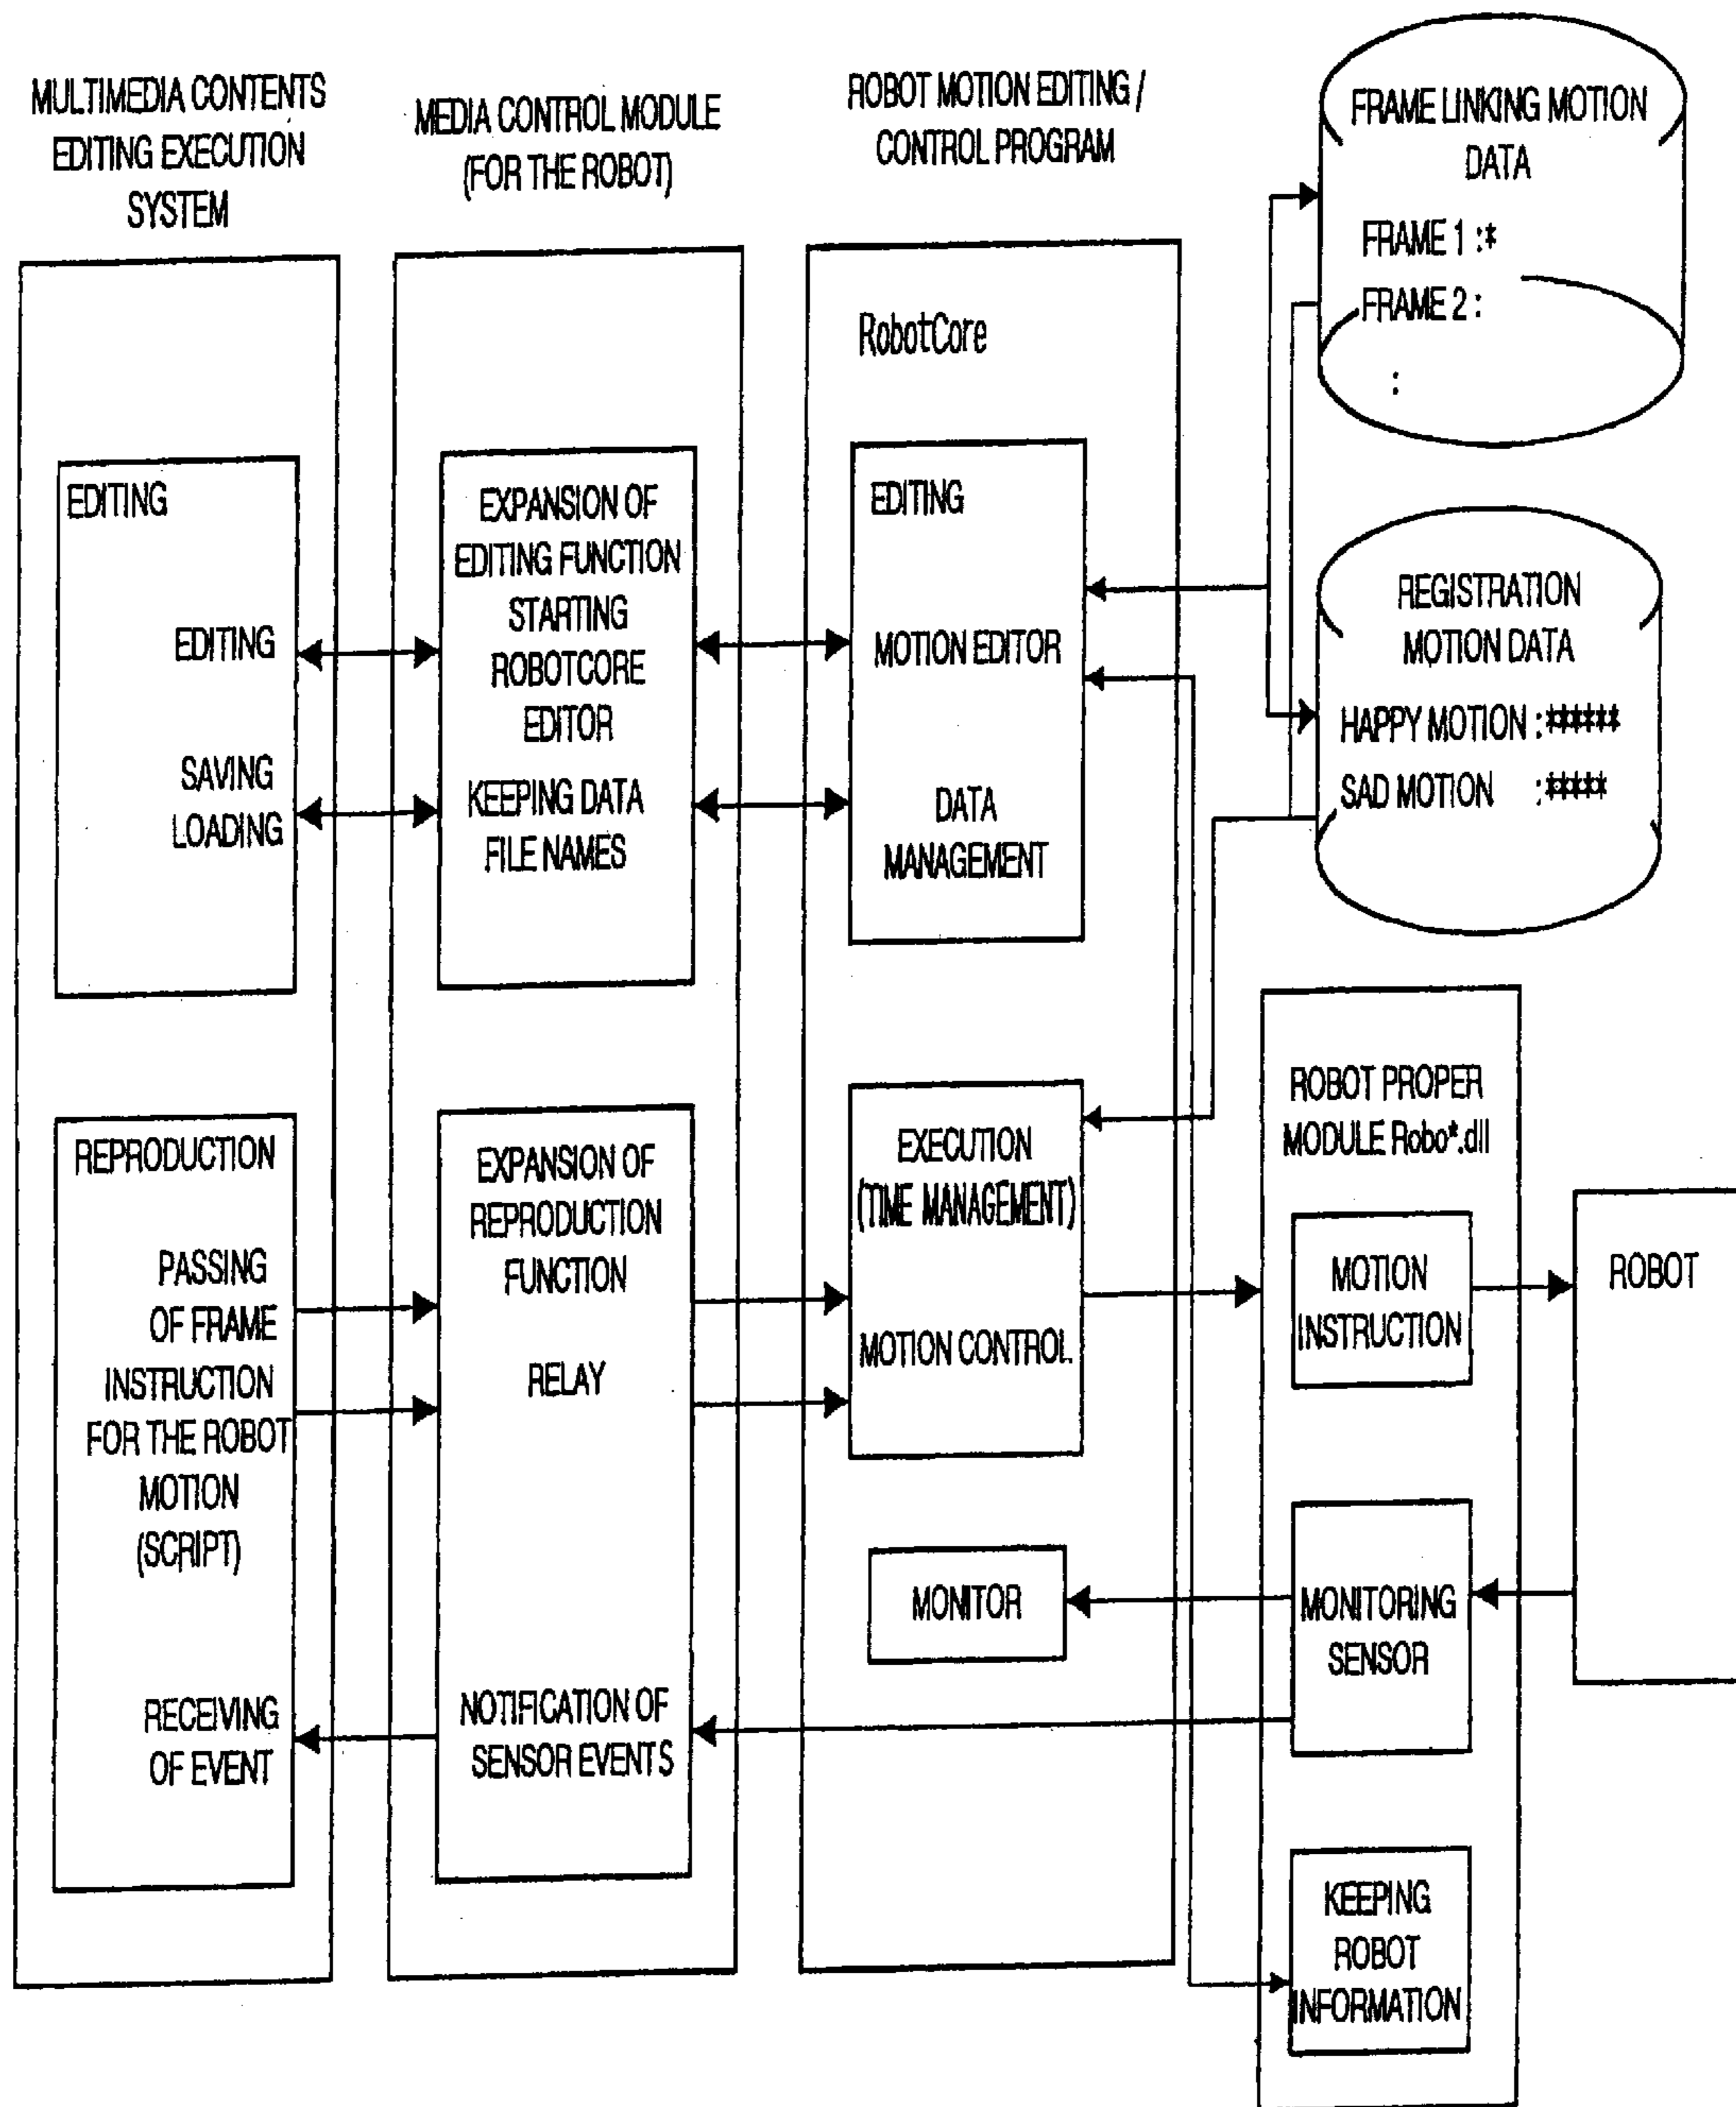 MULTIMEDIA CONTENTS
EDITING EXECUTION
SYSTEM
MEDIA CONTROL MODULE
(FOR THE ROBOT)
ROBOT MOTION EDITING /
CONTROL PROGRAM
FRAME LINKING MOTION
DATA
FRAME 1 :*
FRAME 2 :
:
RobotCore
EDITING
EDITING
SAVING
LOADING
EXPANSION OF
EDITING FUNCTION
STARTING
ROBOTCORE
EDITOR
KEEPING DATA
FILE NAMES
EDITING
MOTION EDITOR
DATA
MANAGEMENT
REGISTRATION
MOTION DATA
HAPPY MOTION : ******
SAD MOTION : *****
REPRODUCTION
PASSING
OF FRAME
INSTRUCTION
FOR THE ROBOT
MOTION
(SCRIPT)
RECEIVING
OF EVENT
EXPANSION OF
REPRODUCTION
FUNCTION
RELAY
NOTIFICATION OF
SENSOR EVENTS
EXECUTION
(TIME MANAGEMENT)
MOTION CONTROL
MONITOR
ROBOT PROPER
MODULE Robo*.dll
MOTION
INSTRUCTION
MONITORING
SENSOR
KEEPING
ROBOT
INFORMATION
ROBOT